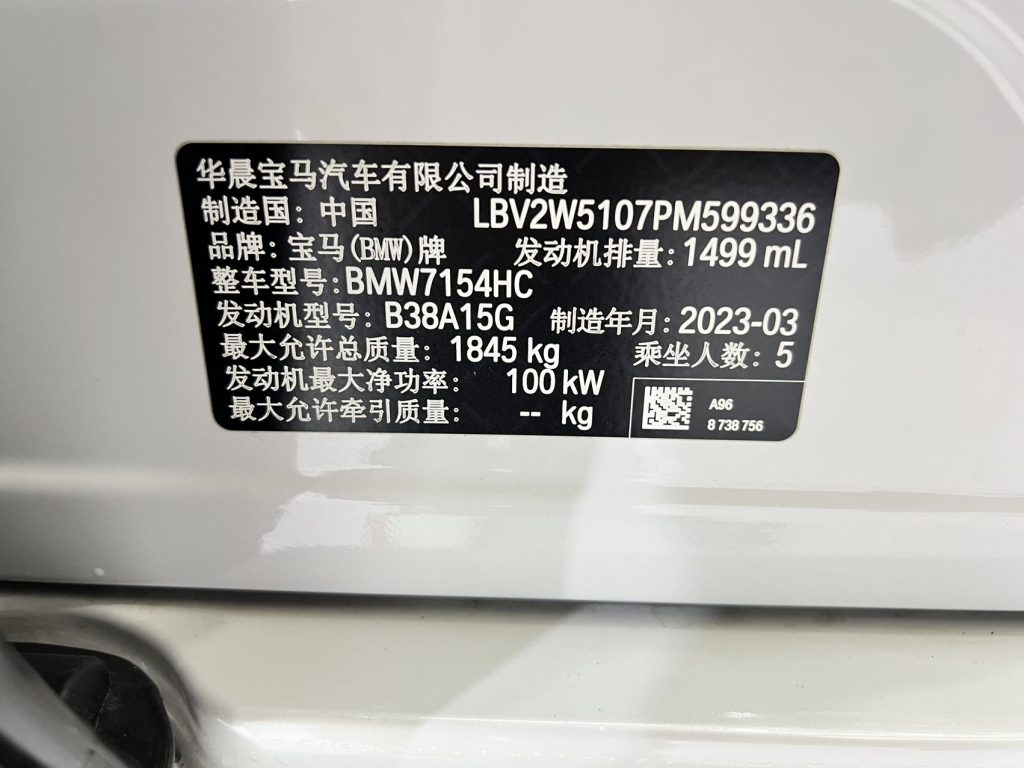 华晨宝马汽车有限公司制造
制造国：中国 LBV2W5107PM599336
品牌：宝马(BMW)牌 发动机排量：1499 mL
整车型号：BMW7154HC
发动机型号：B38A15G 制造年月：2023-03
最大允许总质量：1845 kg 乘坐人数：5
发动机最大净功率：100 kW
最大允许牵引质量：-- kg
A96
8 738 756